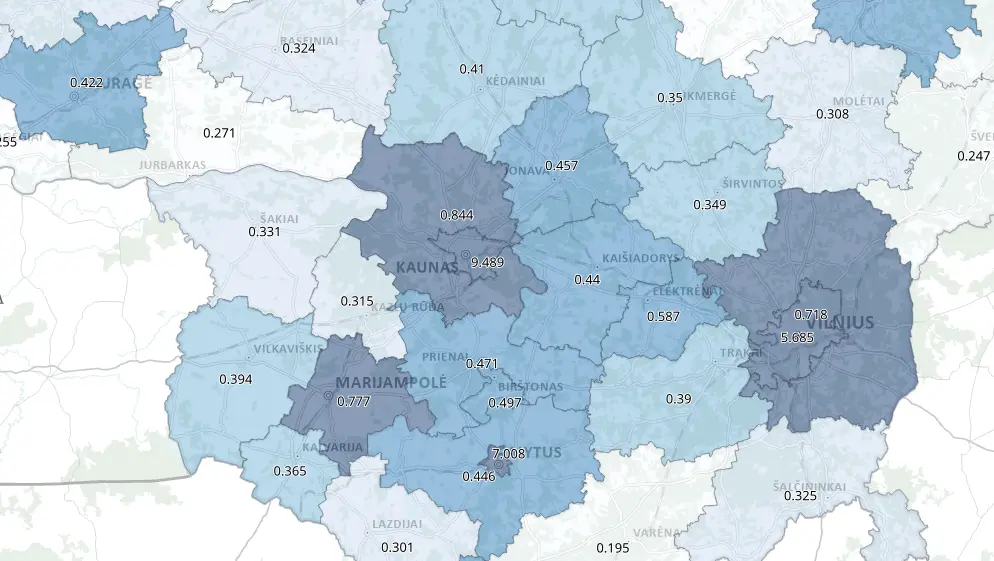 RASEINIAI
0.324
0.41
KĖDAINIAI
0.422
URAGĖ
0.35
IKMERGĖ
MOLĖTAI
0.308
0.271
255
JURBARKAS
0.247
0.457
JONAVA
ŠIRVINTOS
0.349
ŠAKIAI
0.331
0.844
9.489
KAUNAS
KAIŠIADORYS
0.44
ELEKTRĖNAI
0.587
0.315
KAZLŲ RŪDA
0.718
VILNIUS
5.685
VILKAVIŠKIS
0.394
PRIENAI
0.471
TRAKAI
MARIJAMPOLĖ
0.777
BIRŠTONAS
0.497
0.39
KALVARIJA
0.365
7.008
YTUS
0.446
ŠALČININKAI
0.325
LAZDIJAI
0.301
VARĖNA
0.195